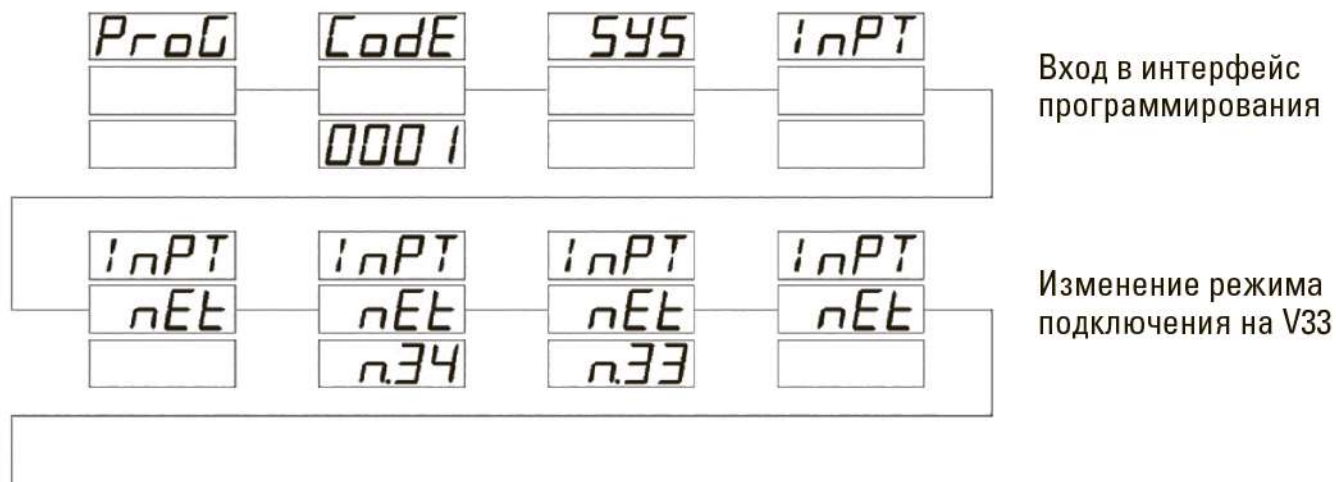 ProG CodE SYS InPT
0001
Вход в интерфейс
программирования
InPT InPT InPT InPT
nEt nEt nEt nEt
n.34 n.33
Изменение режима
подключения на V33